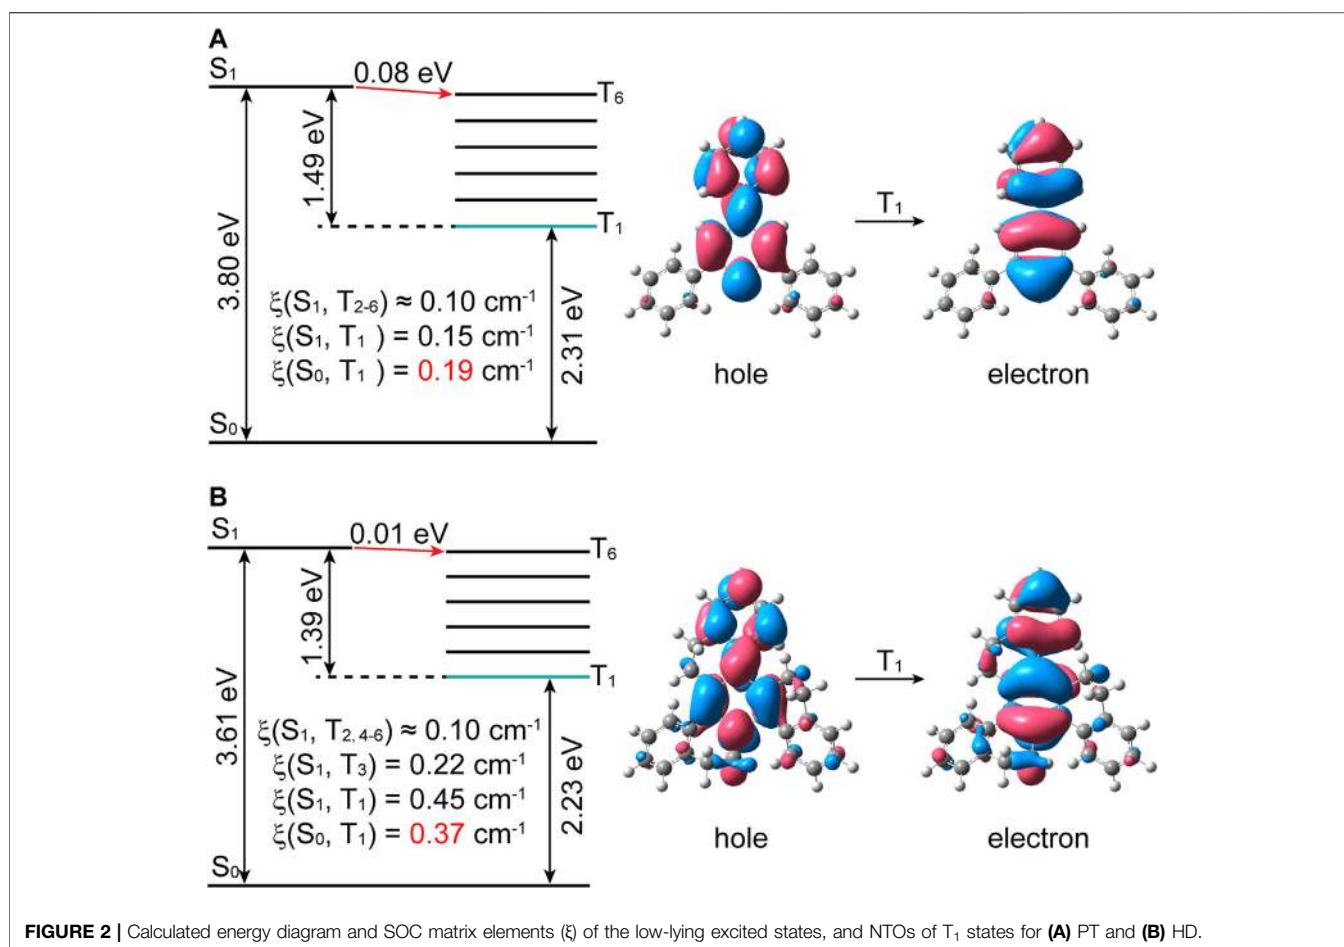 A
S₁
0.08 eV
T₆
1.49 eV
T₁
3.80 eV
ξ(S₁, T₂₋₆) ≈ 0.10 cm⁻¹
ξ(S₁, T₁ ) = 0.15 cm⁻¹
ξ(S₀, T₁ ) = 0.19 cm⁻¹
2.31 eV
S₀
T₁
hole
electron
B
S₁
0.01 eV
T₆
1.39 eV
T₁
3.61 eV
ξ(S₁, T₂, ₄₋₆) ≈ 0.10 cm⁻¹
ξ(S₁, T₃) = 0.22 cm⁻¹
ξ(S₁, T₁) = 0.45 cm⁻¹
ξ(S₀, T₁) = 0.37 cm⁻¹
2.23 eV
S₀
T₁
hole
electron
FIGURE 2 | Calculated energy diagram and SOC matrix elements (ξ) of the low-lying excited states, and NTOs of T₁ states for (A) PT and (B) HD.